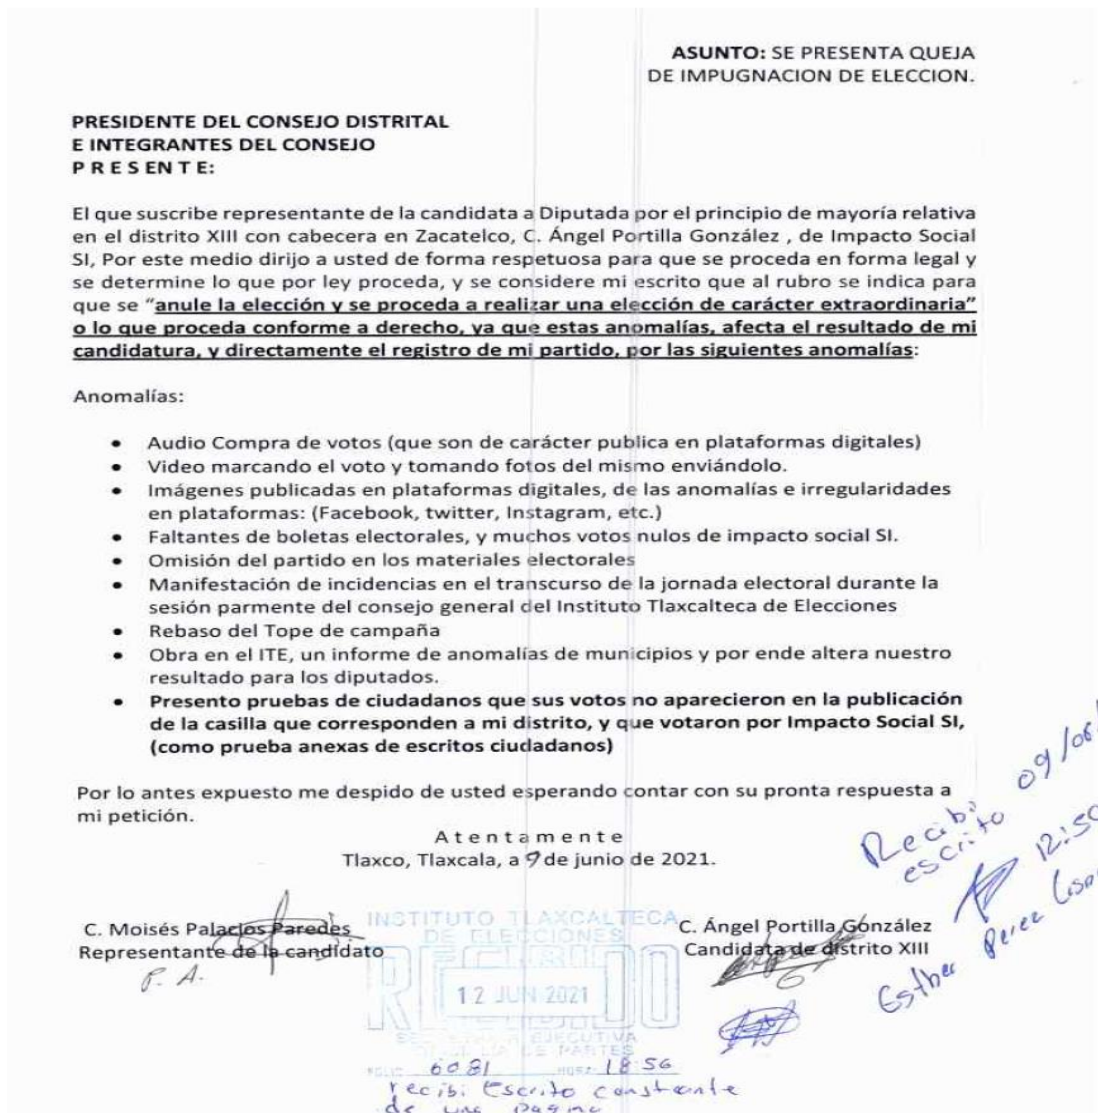 ASUNTO: SE PRESENTA QUEJA
DE IMPUGNACION DE ELECCION.
PRESIDENTE DEL CONSEJO DISTRITAL
E INTEGRANTES DEL CONSEJO
P R E S E N T E:
El que suscribe representante de la candidata a Diputada por el principio de mayoría relativa
en el distrito XIII con cabecera en Zacatelco, C. Ángel Portilla González , de Impacto Social
SI, Por este medio dirijo a usted de forma respetuosa para que se proceda en forma legal y
se determine lo que por ley proceda, y se considere mi escrito que al rubro se indica para
que se “anule la elección y se proceda a realizar una elección de carácter extraordinaria”
o lo que proceda conforme a derecho, ya que estas anomalías, afecta el resultado de mi
candidatura, y directamente el registro de mi partido, por las siguientes anomalías:
Anomalías:
• Audio Compra de votos (que son de carácter publica en plataformas digitales)
• Video marcando el voto y tomando fotos del mismo enviándolo.
• Imágenes publicadas en plataformas digitales, de las anomalías e irregularidades
en plataformas: (Facebook, twitter, Instagram, etc.)
• Faltantes de boletas electorales, y muchos votos nulos de impacto social SI.
• Omisión del partido en los materiales electorales
• Manifestación de incidencias en el transcurso de la jornada electoral durante la
sesión parmente del consejo general del Instituto Tlaxcalteca de Elecciones
• Rebaso del Tope de campaña
• Obra en el ITE, un informe de anomalías de municipios y por ende altera nuestro
resultado para los diputados.
• Presento pruebas de ciudadanos que sus votos no aparecieron en la publicación
de la casilla que corresponden a mi distrito, y que votaron por Impacto Social SI,
(como prueba anexas de escritos ciudadanos)
Por lo antes expuesto me despido de usted esperando contar con su pronta respuesta a
mi petición.
A t e n t a m e n t e
Tlaxco, Tlaxcala, a 9 de junio de 2021.
Recibi 09/06/
escrito 12:50
Esther Perez
C. Moisés Palacios Paredes
Representante de la candidato
P. A.
C. Ángel Portilla González
Candidata de distrito XIII
INSTITUTO TLAXCALTECA
DE ELECCIONES
RECIBIDO
12 JUN 2021
SECRETARIA EJECUTIVA
OFICIALIA DE PARTES
FOLIO 6081 HORA 18:56
recibi Escrito constante
de una pagina